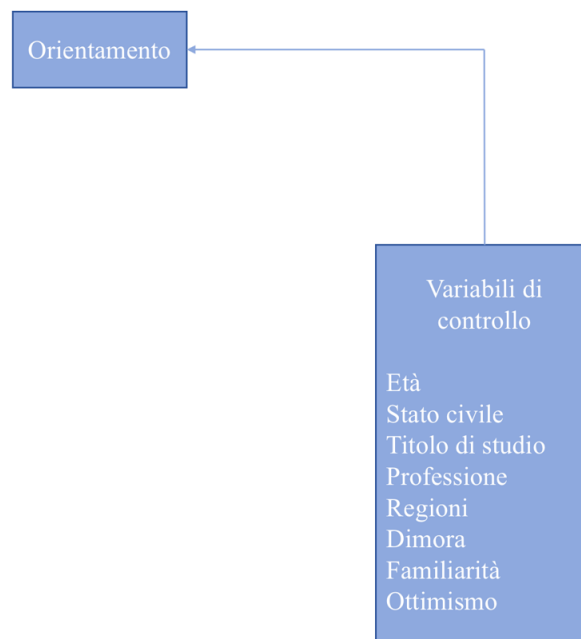 Orientamento
Variabili di
controllo
Età
Stato civile
Titolo di studio
Professione
Regioni
Dimora
Familiarità
Ottimismo